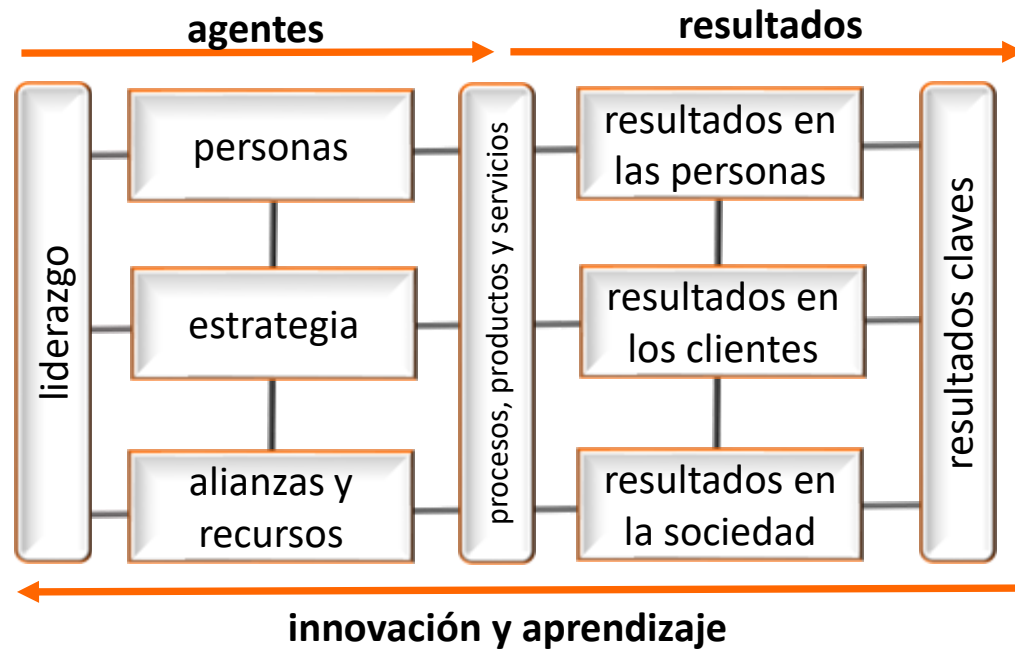 agentes
resultados
liderazgo
personas
estrategia
alianzas y
recursos
procesos, productos y servicios
resultados en
las personas
resultados en
los clientes
resultados en
la sociedad
resultados claves
innovación y aprendizaje